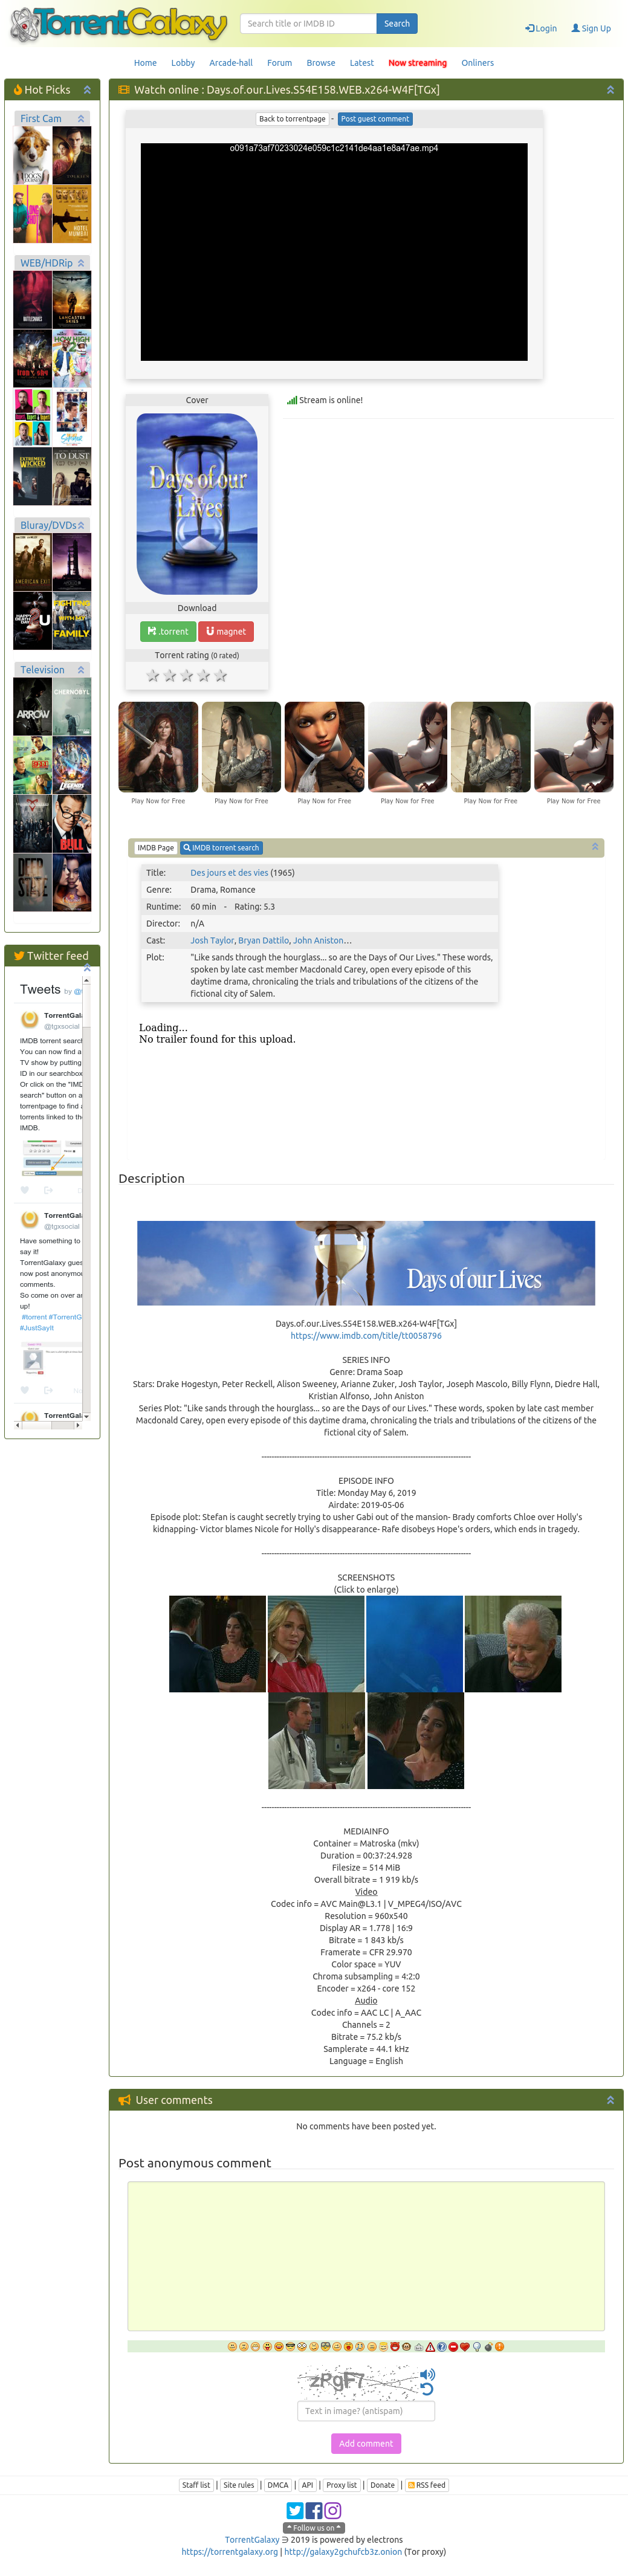 TorrentGalaxy
Search title or IMDB ID
Search
Login
Sign Up
Home
Lobby
Arcade-hall
Forum
Browse
Latest
Now streaming
Onliners
Hot Picks
First Cam
WEB/HDRip
Bluray/DVDs
Television
Twitter feed
Tweets by @
TorrentGala
@tgxsocial
IMDB torrent search
You can now find a
TV show by putting
ID in our searchbox
Or click on the "IMD
search" button on a
torrentpage to find a
torrents linked to the
IMDB.
TorrentGala
@tgxsocial
Have something to
say it!
TorrentGalaxy gues
now post anonymou
comments.
So come on over an
up!
#torrent #TorrentG
#JustSayIt
TorrentGala
Watch online : Days.of.our.Lives.S54E158.WEB.x264-W4F[TGx]
Back to torrentpage - Post guest comment
o091a73af70233024e059c1c2141de4aa1e8a47ae.mp4
Cover
Stream is online!
Days of our Lives
Download
.torrent
magnet
Torrent rating (0 rated)
Play Now for Free
Play Now for Free
Play Now for Free
Play Now for Free
Play Now for Free
Play Now for Free
IMDB Page
IMDB torrent search
Title: Des jours et des vies (1965)
Genre: Drama, Romance
Runtime: 60 min - Rating: 5.3
Director: n/A
Cast: Josh Taylor, Bryan Dattilo, John Aniston…
Plot: "Like sands through the hourglass... so are the Days of Our Lives." These words,
spoken by late cast member Macdonald Carey, open every episode of this
daytime drama, chronicaling the trials and tribulations of the citizens of the
fictional city of Salem.
Loading...
No trailer found for this upload.
Description
Days of our Lives
Days.of.our.Lives.S54E158.WEB.x264-W4F[TGx]
https://www.imdb.com/title/tt0058796
SERIES INFO
Genre: Drama Soap
Stars: Drake Hogestyn, Peter Reckell, Alison Sweeney, Arianne Zuker, Josh Taylor, Joseph Mascolo, Billy Flynn, Diedre Hall,
Kristian Alfonso, John Aniston
Series Plot: "Like sands through the hourglass... so are the Days of our Lives." These words, spoken by late cast member
Macdonald Carey, open every episode of this daytime drama, chronicaling the trials and tribulations of the citizens of the
fictional city of Salem.
EPISODE INFO
Title: Monday May 6, 2019
Airdate: 2019-05-06
Episode plot: Stefan is caught secretly trying to usher Gabi out of the mansion- Brady comforts Chloe over Holly's
kidnapping- Victor blames Nicole for Holly's disappearance- Rafe disobeys Hope's orders, which ends in tragedy.
SCREENSHOTS
(Click to enlarge)
MEDIAINFO
Container = Matroska (mkv)
Duration = 00:37:24.928
Filesize = 514 MiB
Overall bitrate = 1 919 kb/s
Video
Codec info = AVC Main@L3.1 | V_MPEG4/ISO/AVC
Resolution = 960x540
Display AR = 1.778 | 16:9
Bitrate = 1 843 kb/s
Framerate = CFR 29.970
Color space = YUV
Chroma subsampling = 4:2:0
Encoder = x264 - core 152
Audio
Codec info = AAC LC | A_AAC
Channels = 2
Bitrate = 75.2 kb/s
Samplerate = 44.1 kHz
Language = English
User comments
No comments have been posted yet.
Post anonymous comment
zPgF7
Text in image? (antispam)
Add comment
Staff list | Site rules | DMCA | API | Proxy list | Donate | RSS feed
Follow us on
TorrentGalaxy ∋ 2019 is powered by electrons
https://torrentgalaxy.org | http://galaxy2gchufcb3z.onion (Tor proxy)